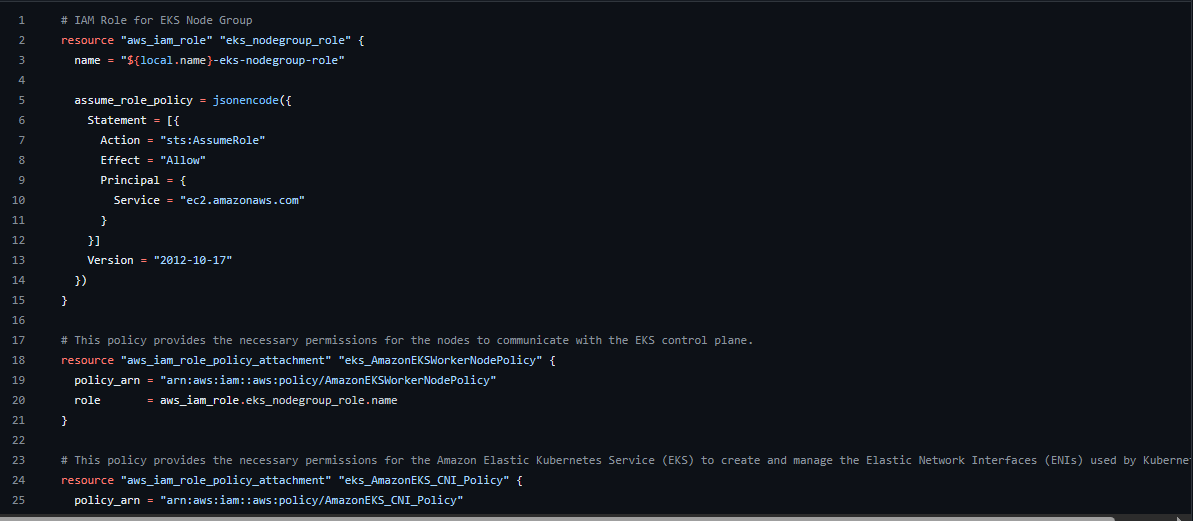 1 # IAM Role for EKS Node Group
2 resource "aws_iam_role" "eks_nodegroup_role" {
3 name = "${local.name}-eks-nodegroup-role"
4
5 assume_role_policy = jsonencode({
6 Statement = [{
7 Action = "sts:AssumeRole"
8 Effect = "Allow"
9 Principal = {
10 Service = "ec2.amazonaws.com"
11 }
12 }]
13 Version = "2012-10-17"
14 })
15 }
16
17 # This policy provides the necessary permissions for the nodes to communicate with the EKS control plane.
18 resource "aws_iam_role_policy_attachment" "eks_AmazonEKSWorkerNodePolicy" {
19 policy_arn = "arn:aws:iam::aws:policy/AmazonEKSWorkerNodePolicy"
20 role = aws_iam_role.eks_nodegroup_role.name
21 }
22
23 # This policy provides the necessary permissions for the Amazon Elastic Kubernetes Service (EKS) to create and manage the Elastic Network Interfaces (ENIs) used by Kuberne
24 resource "aws_iam_role_policy_attachment" "eks_AmazonEKS_CNI_Policy" {
25 policy_arn = "arn:aws:iam::aws:policy/AmazonEKS_CNI_Policy"